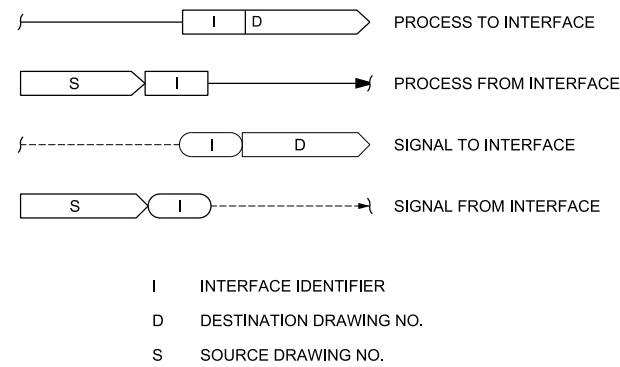 I D PROCESS TO INTERFACE
S I PROCESS FROM INTERFACE
I D SIGNAL TO INTERFACE
S I SIGNAL FROM INTERFACE
I INTERFACE IDENTIFIER
D DESTINATION DRAWING NO.
S SOURCE DRAWING NO.